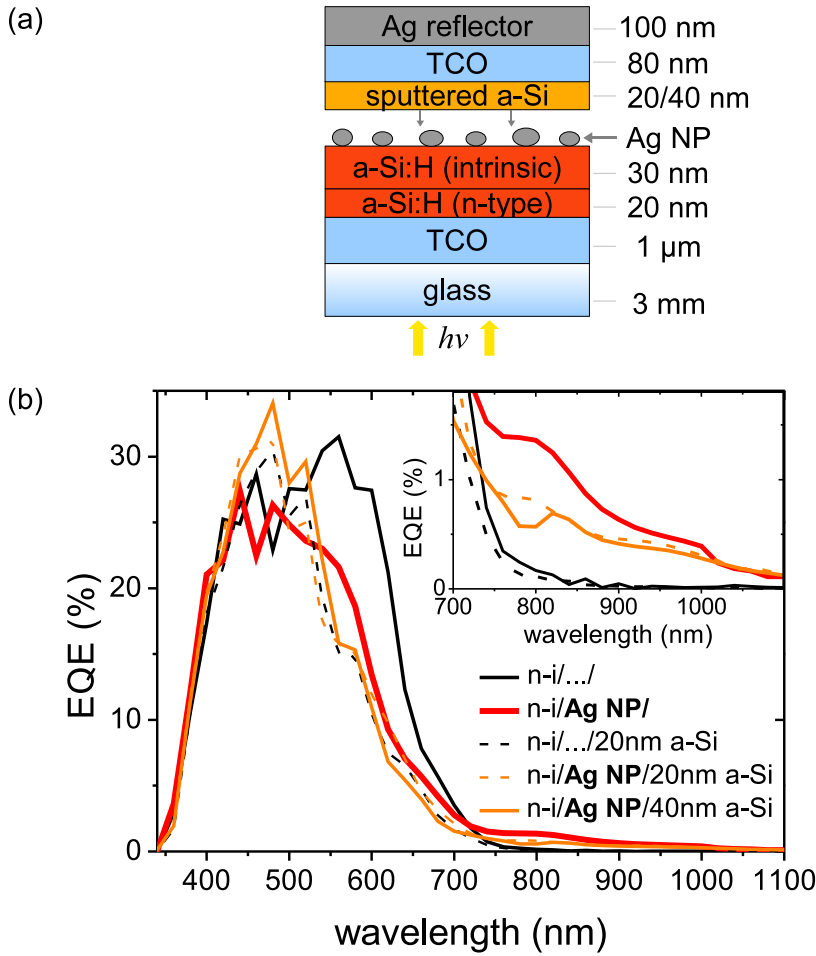 (a)
Ag reflector
100 nm
TCO
80 nm
sputtered a-Si
20/40 nm
Ag NP
a-Si:H (intrinsic)
30 nm
a-Si:H (n-type)
20 nm
TCO
1 µm
glass
3 mm
hν
(b)
EQE (%)
30
20
10
0
400 500 600 700 800 900 1000 1100
wavelength (nm)
EQE (%)
1
0
700 800 900 1000
wavelength (nm)
n-i/.../
n-i/Ag NP/
n-i/.../20nm a-Si
n-i/Ag NP/20nm a-Si
n-i/Ag NP/40nm a-Si